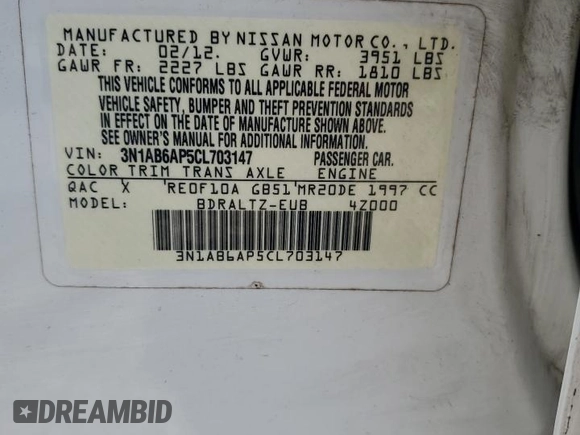 MANUFACTURED BY NISSAN MOTOR CO., LTD.
DATE: 02/12. GVWR: 3951 LBS
GAWR FR: 2227 LBS GAWR RR: 1810 LBS
THIS VEHICLE CONFORMS TO ALL APPLICABLE FEDERAL MOTOR
VEHICLE SAFETY, BUMPER AND THEFT PREVENTION STANDARDS
IN EFFECT ON THE DATE OF MANUFACTURE SHOWN ABOVE.
SEE OWNER'S MANUAL FOR ADDITIONAL INFORMATION.
VIN: 3N1AB6AP5CL703147 PASSENGER CAR.
COLOR TRIM TRANS AXLE ENGINE
QAC X 'RE0F10A GB51'MR20DE 1997 CC
MODEL: BDRALTZ-EUB 4Z000
3N1AB6AP5CL703147
DREAMBID